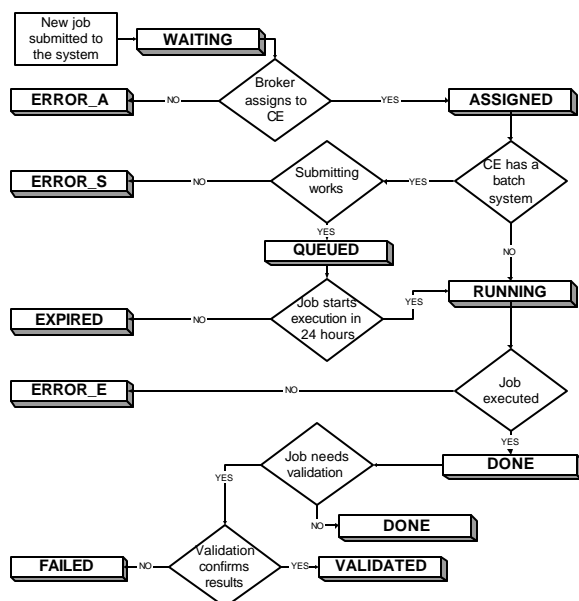 New job
submitted to
the system
WAITING
Broker
assigns to
CE
NO
YES
ERROR_A
ASSIGNED
CE has a
batch
system
YES
Submitting
works
NO
ERROR_S
YES
QUEUED
NO
Job starts
execution in
24 hours
YES
RUNNING
NO
EXPIRED
Job
executed
NO
ERROR_E
YES
DONE
Job needs
validation
YES
NO
DONE
Validation
confirms
results
NO
FAILED
YES
VALIDATED